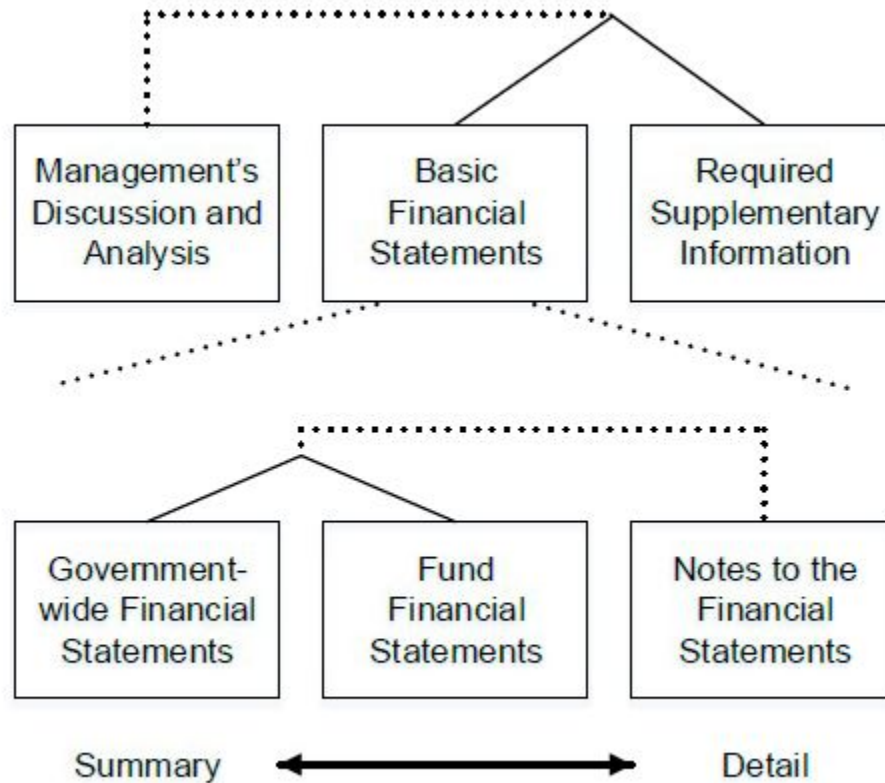 Management's
Discussion and
Analysis
Basic
Financial
Statements
Required
Supplementary
Information
Government-
wide Financial
Statements
Fund
Financial
Statements
Notes to the
Financial
Statements
Summary
Detail